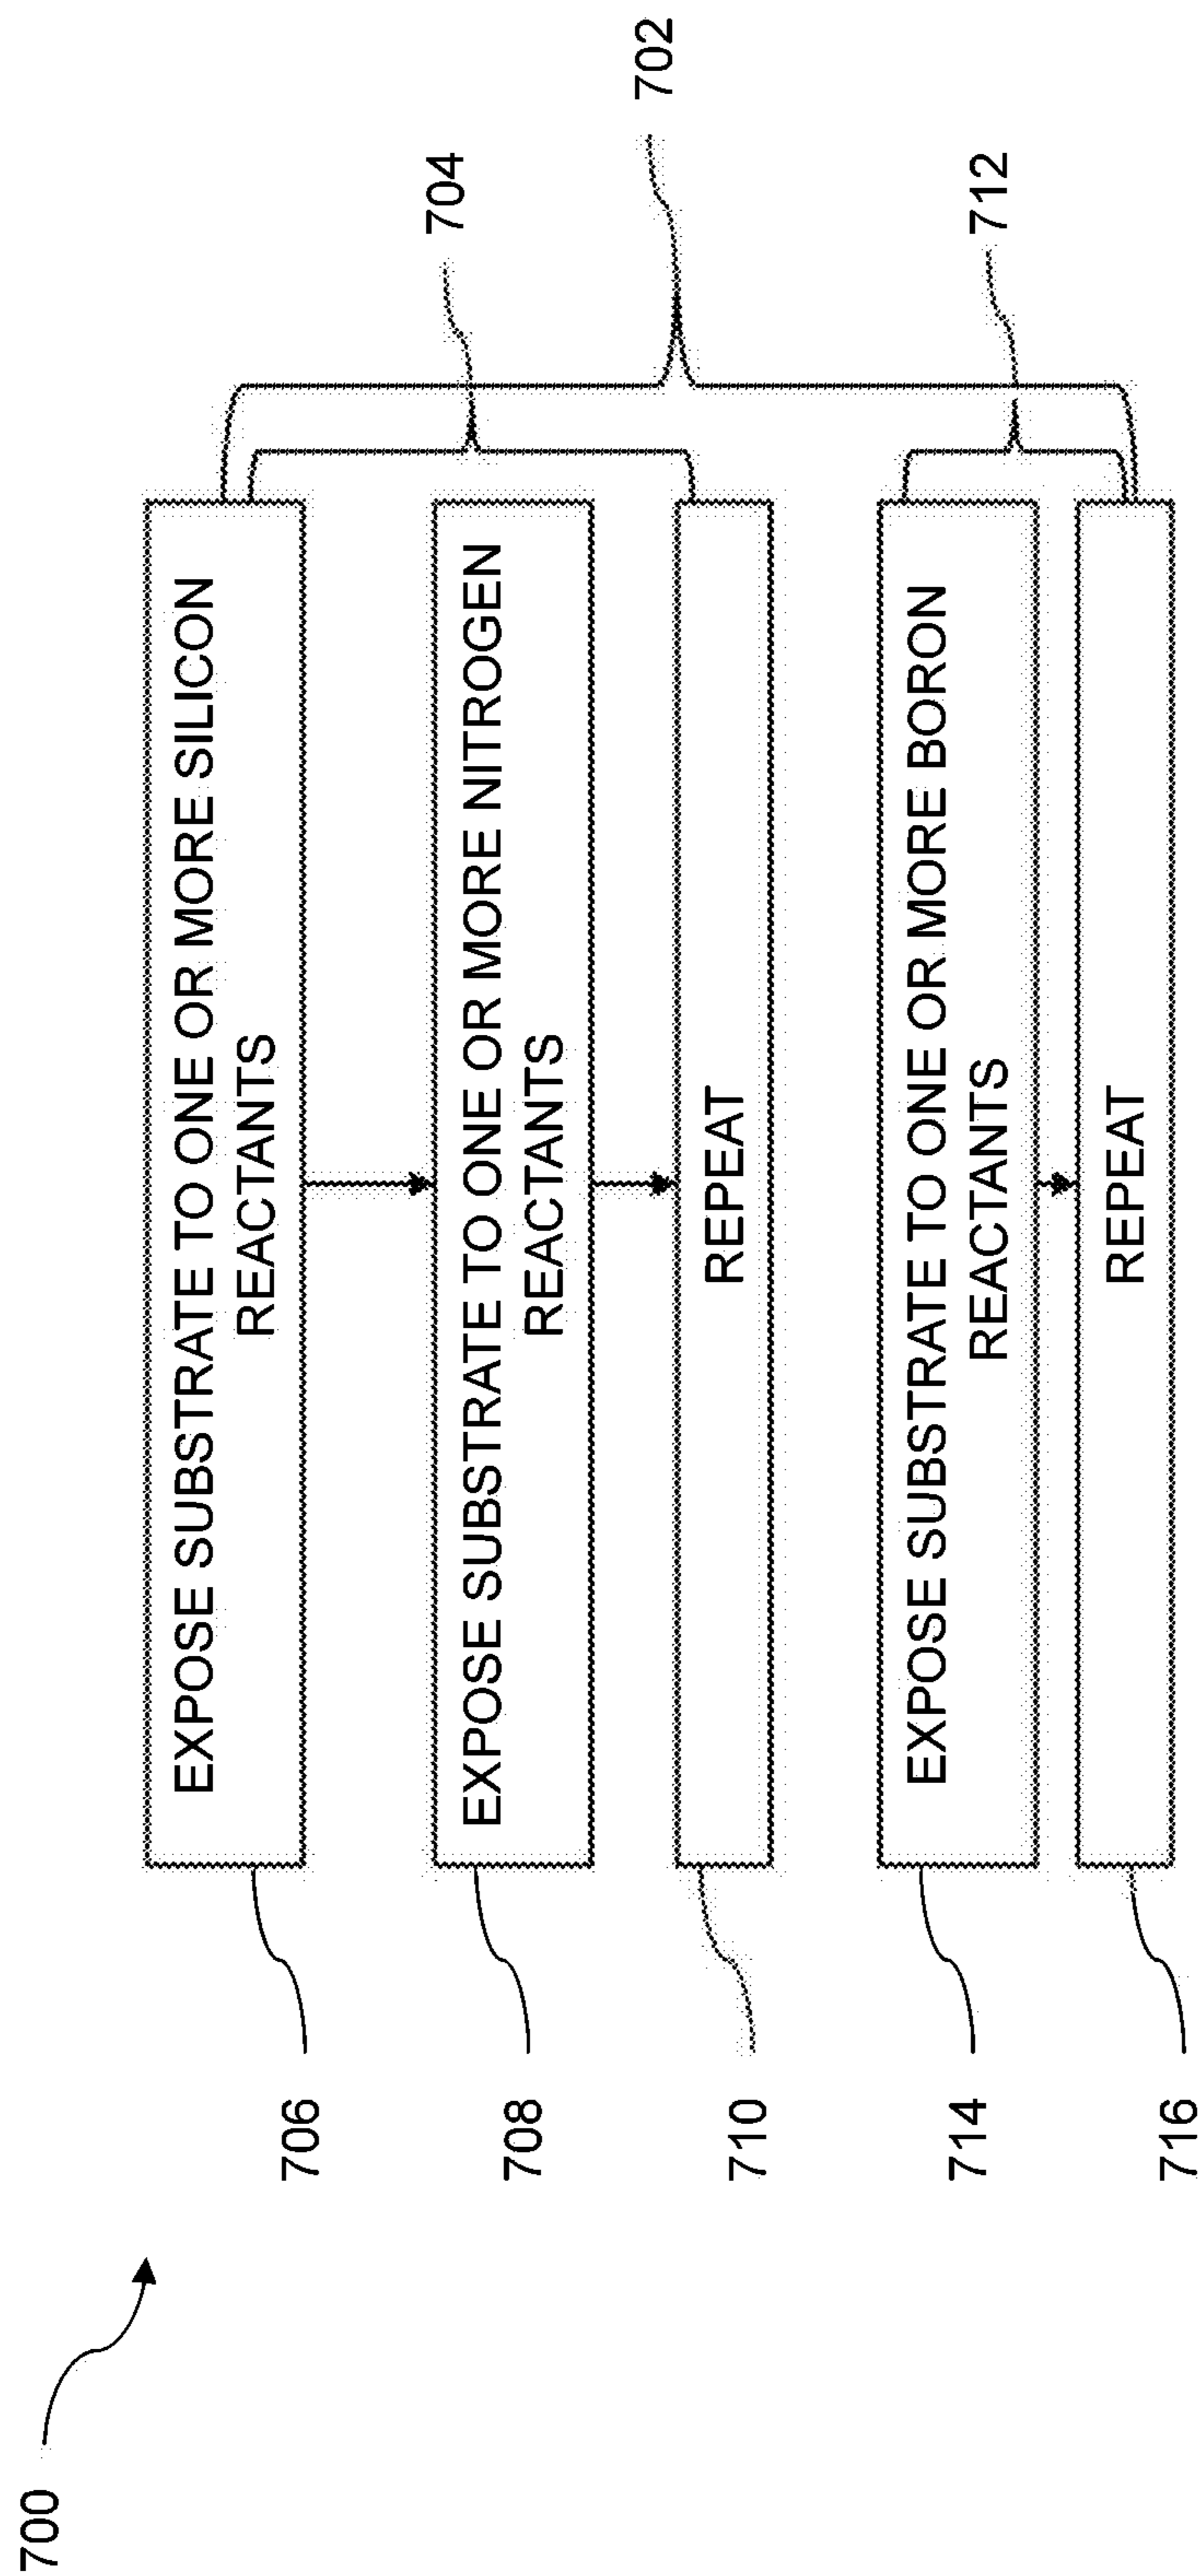 700
702
704
706
EXPOSE SUBSTRATE TO ONE OR MORE SILICON
REACTANTS
708
EXPOSE SUBSTRATE TO ONE OR MORE NITROGEN
REACTANTS
710
REPEAT
712
714
EXPOSE SUBSTRATE TO ONE OR MORE BORON
REACTANTS
716
REPEAT